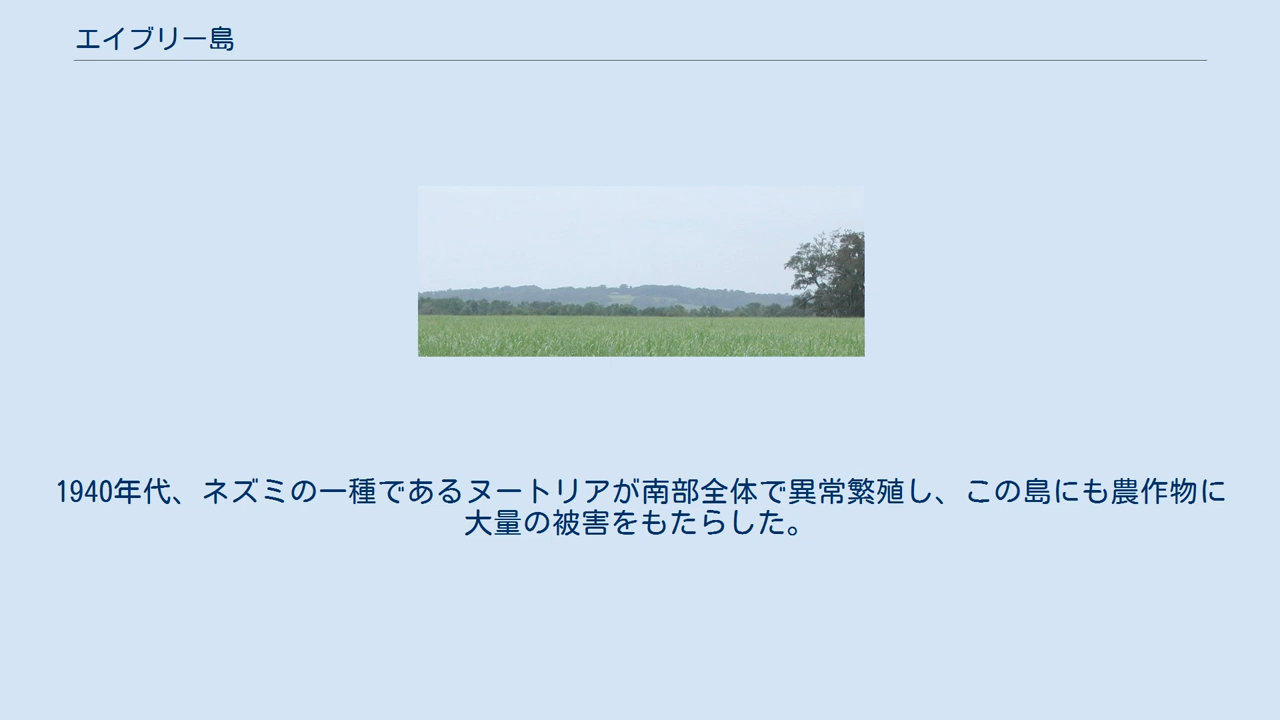 エイブリー島
1940年代、ネズミの一種であるヌートリアが南部全体で異常繁殖し、この島にも農作物に
大量の被害をもたらした。